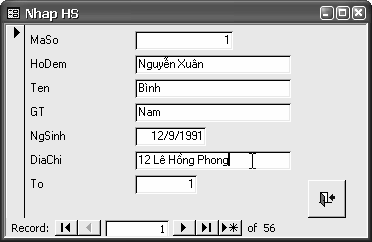 Nhap HS
MaSo 1
HoDem Nguyễn Xuân
Ten Bình
GT Nam
NgSinh 12/9/1991
DiaChi 12 Lê Hồng Phong
To 1
Record: 1 of 56